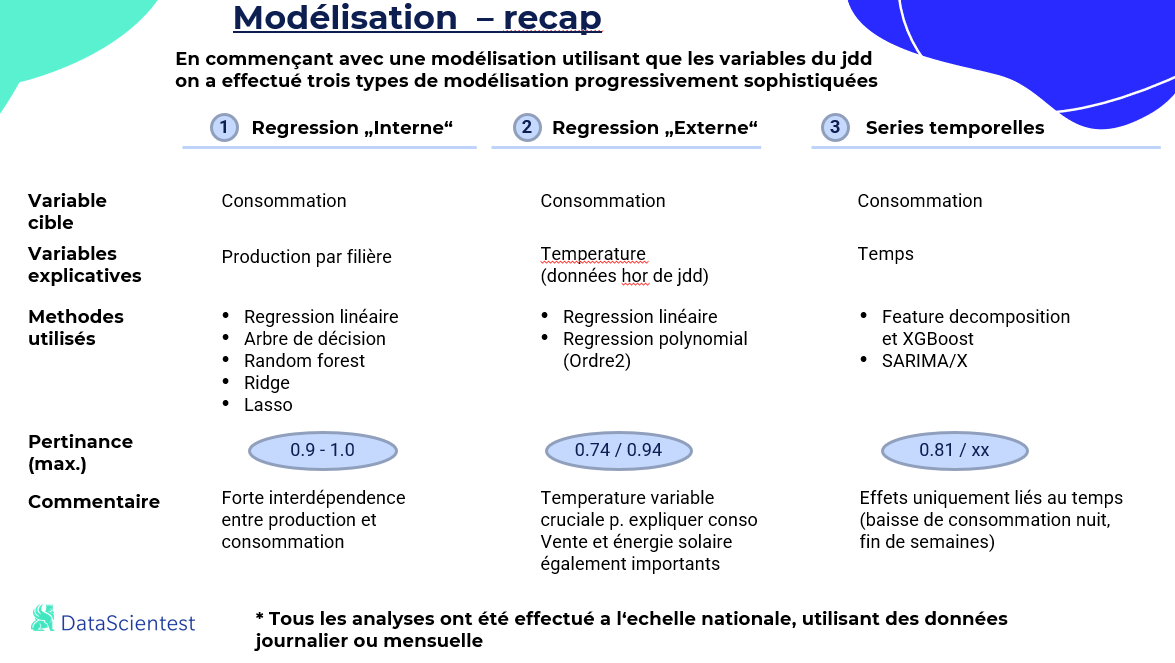 Modélisation – recap
En commençant avec une modélisation utilisant que les variables du jdd
on a effectué trois types de modélisation progressivement sophistiquées
1 Regression „Interne“
2 Regression „Externe“
3 Series temporelles
Variable
cible
Consommation
Consommation
Consommation
Variables
explicatives
Production par filière
Temperature
(données hor de jdd)
Temps
Methodes
utilisés
• Regression linéaire
• Arbre de décision
• Random forest
• Ridge
• Lasso
• Regression linéaire
• Regression polynomial
(Ordre2)
• Feature decomposition
et XGBoost
• SARIMA/X
Pertinance
(max.)
0.9 - 1.0
0.74 / 0.94
0.81 / xx
Commentaire
Forte interdépendence
entre production et
consommation
Temperature variable
cruciale p. expliquer conso
Vente et énergie solaire
également importants
Effets uniquement liés au temps
(baisse de consommation nuit,
fin de semaines)
DataScientest
* Tous les analyses ont été effectué a l‘echelle nationale, utilisant des données
journalier ou mensuelle